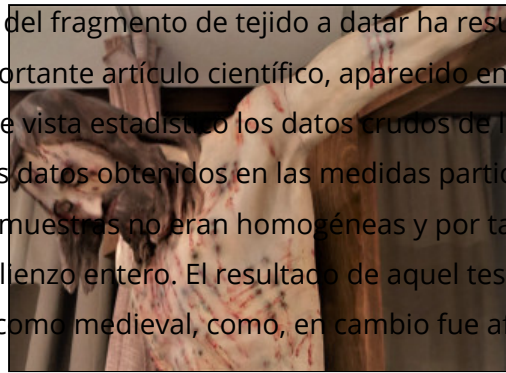 del fragmento de tejido a datar ha resu
ortante artículo científico, aparecido en
e vista estadístico los datos crudos de l
s datos obtenidos en las medidas partic
muestras no eran homogéneas y por ta
lienzo entero. El resultado de aquel tes
como medieval, como, en cambio fue af